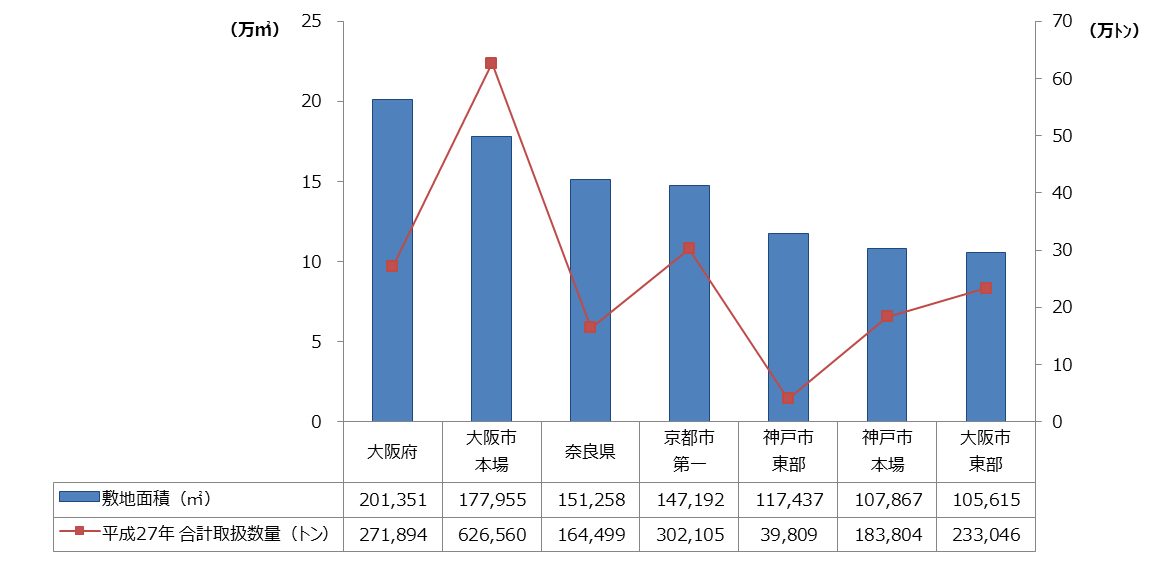 (万㎡)
(万ﾄﾝ)
25
20
15
10
5
0
70
60
50
40
30
20
10
0
大阪府
大阪市
本場
奈良県
京都市
第一
神戸市
東部
神戸市
本場
大阪市
東部
敷地面積（㎡） 201,351 177,955 151,258 147,192 117,437 107,867 105,615
平成27年 合計取扱数量（トン） 271,894 626,560 164,499 302,105 39,809 183,804 233,046